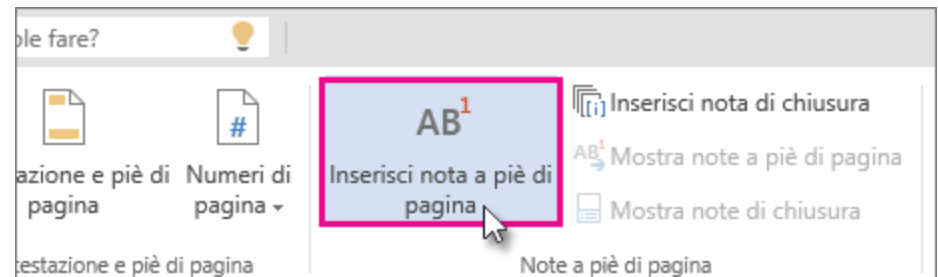 ole fare?
azione e piè di
pagina
#
Numeri di
pagina
AB1
Inserisci nota a piè di
pagina
[i] Inserisci nota di chiusura
AB1 Mostra note a piè di pagina
Mostra note di chiusura
testazione e piè di pagina
Note a piè di pagina